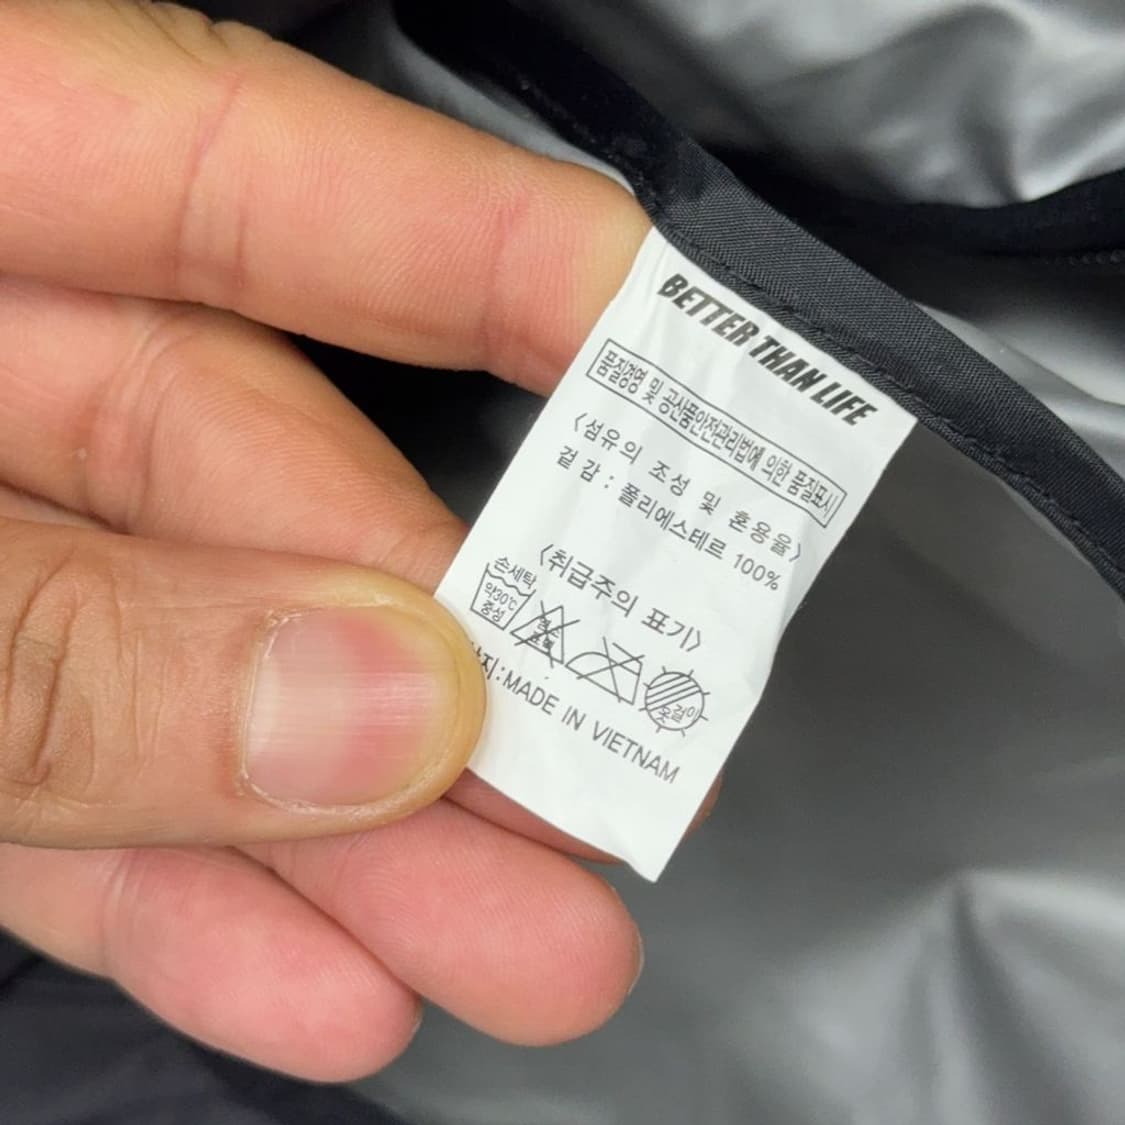 BETTER THAN LIFE
품질경영 및 공산품안전관리법에 의한 품질표시
<섬유의 조성 및 혼용율>
겉감: 폴리에스테르 100%
<취급주의 표기>
손세탁
약30℃
중성
옷걸이
MADE IN VIETNAM